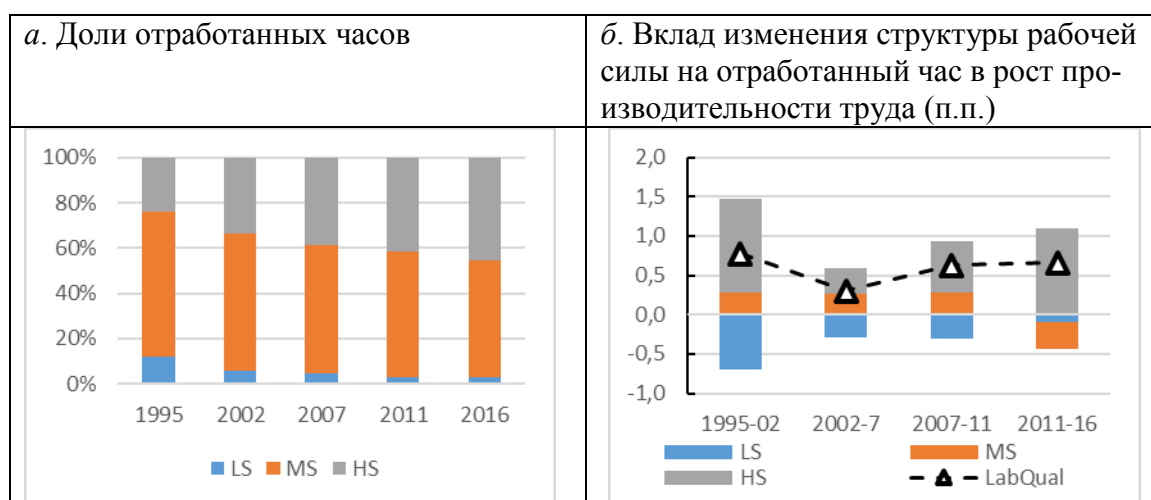 а. Доли отработанных часов
б. Вклад изменения структуры рабочей
силы на отработанный час в рост про-
изводительности труда (п.п.)
100%
80%
60%
40%
20%
0%
1995 2002 2007 2011 2016
LS MS HS
2,0
1,5
1,0
0,5
0,0
-0,5
-1,0
1995-02 2002-7 2007-11 2011-16
LS MS
HS LabQual